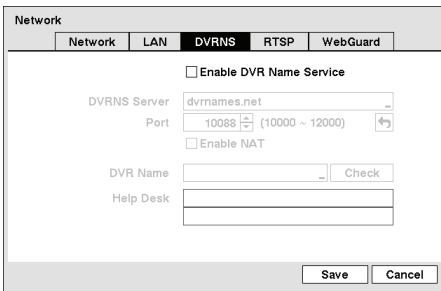 Network
Network LAN DVRNS RTSP WebGuard
Enable DVR Name Service
DVRNS Server dvrnames.net
Port 10088 (10000 ~ 12000)
Enable NAT
DVR Name Check
Help Desk
Save Cancel